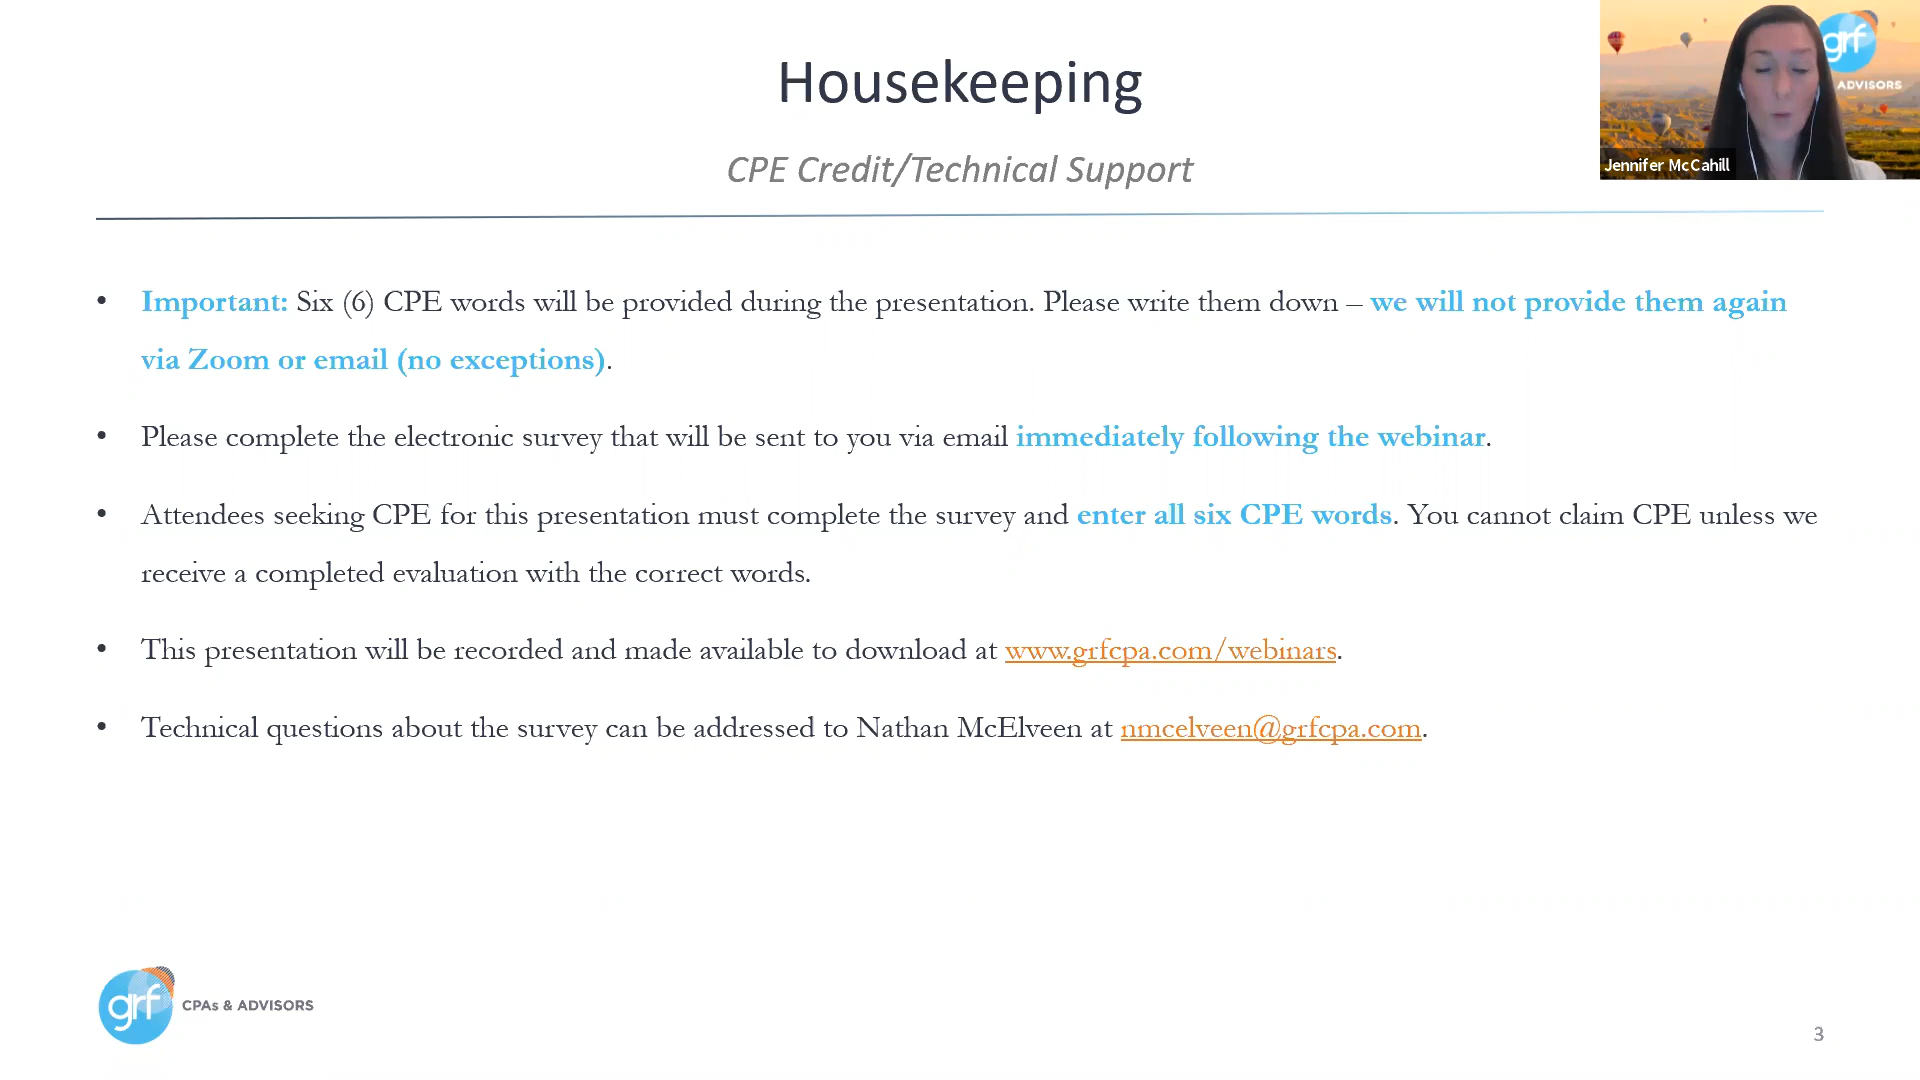 Housekeeping
CPE Credit/Technical Support
grf
ADVISORS
Jennifer McCahill
• Important: Six (6) CPE words will be provided during the presentation. Please write them down – we will not provide them again
via Zoom or email (no exceptions).
• Please complete the electronic survey that will be sent to you via email immediately following the webinar.
• Attendees seeking CPE for this presentation must complete the survey and enter all six CPE words. You cannot claim CPE unless we
receive a completed evaluation with the correct words.
• This presentation will be recorded and made available to download at www.grfcpa.com/webinars.
• Technical questions about the survey can be addressed to Nathan McElveen at nmcelveen@grfcpa.com.
grf CPAs & ADVISORS
3